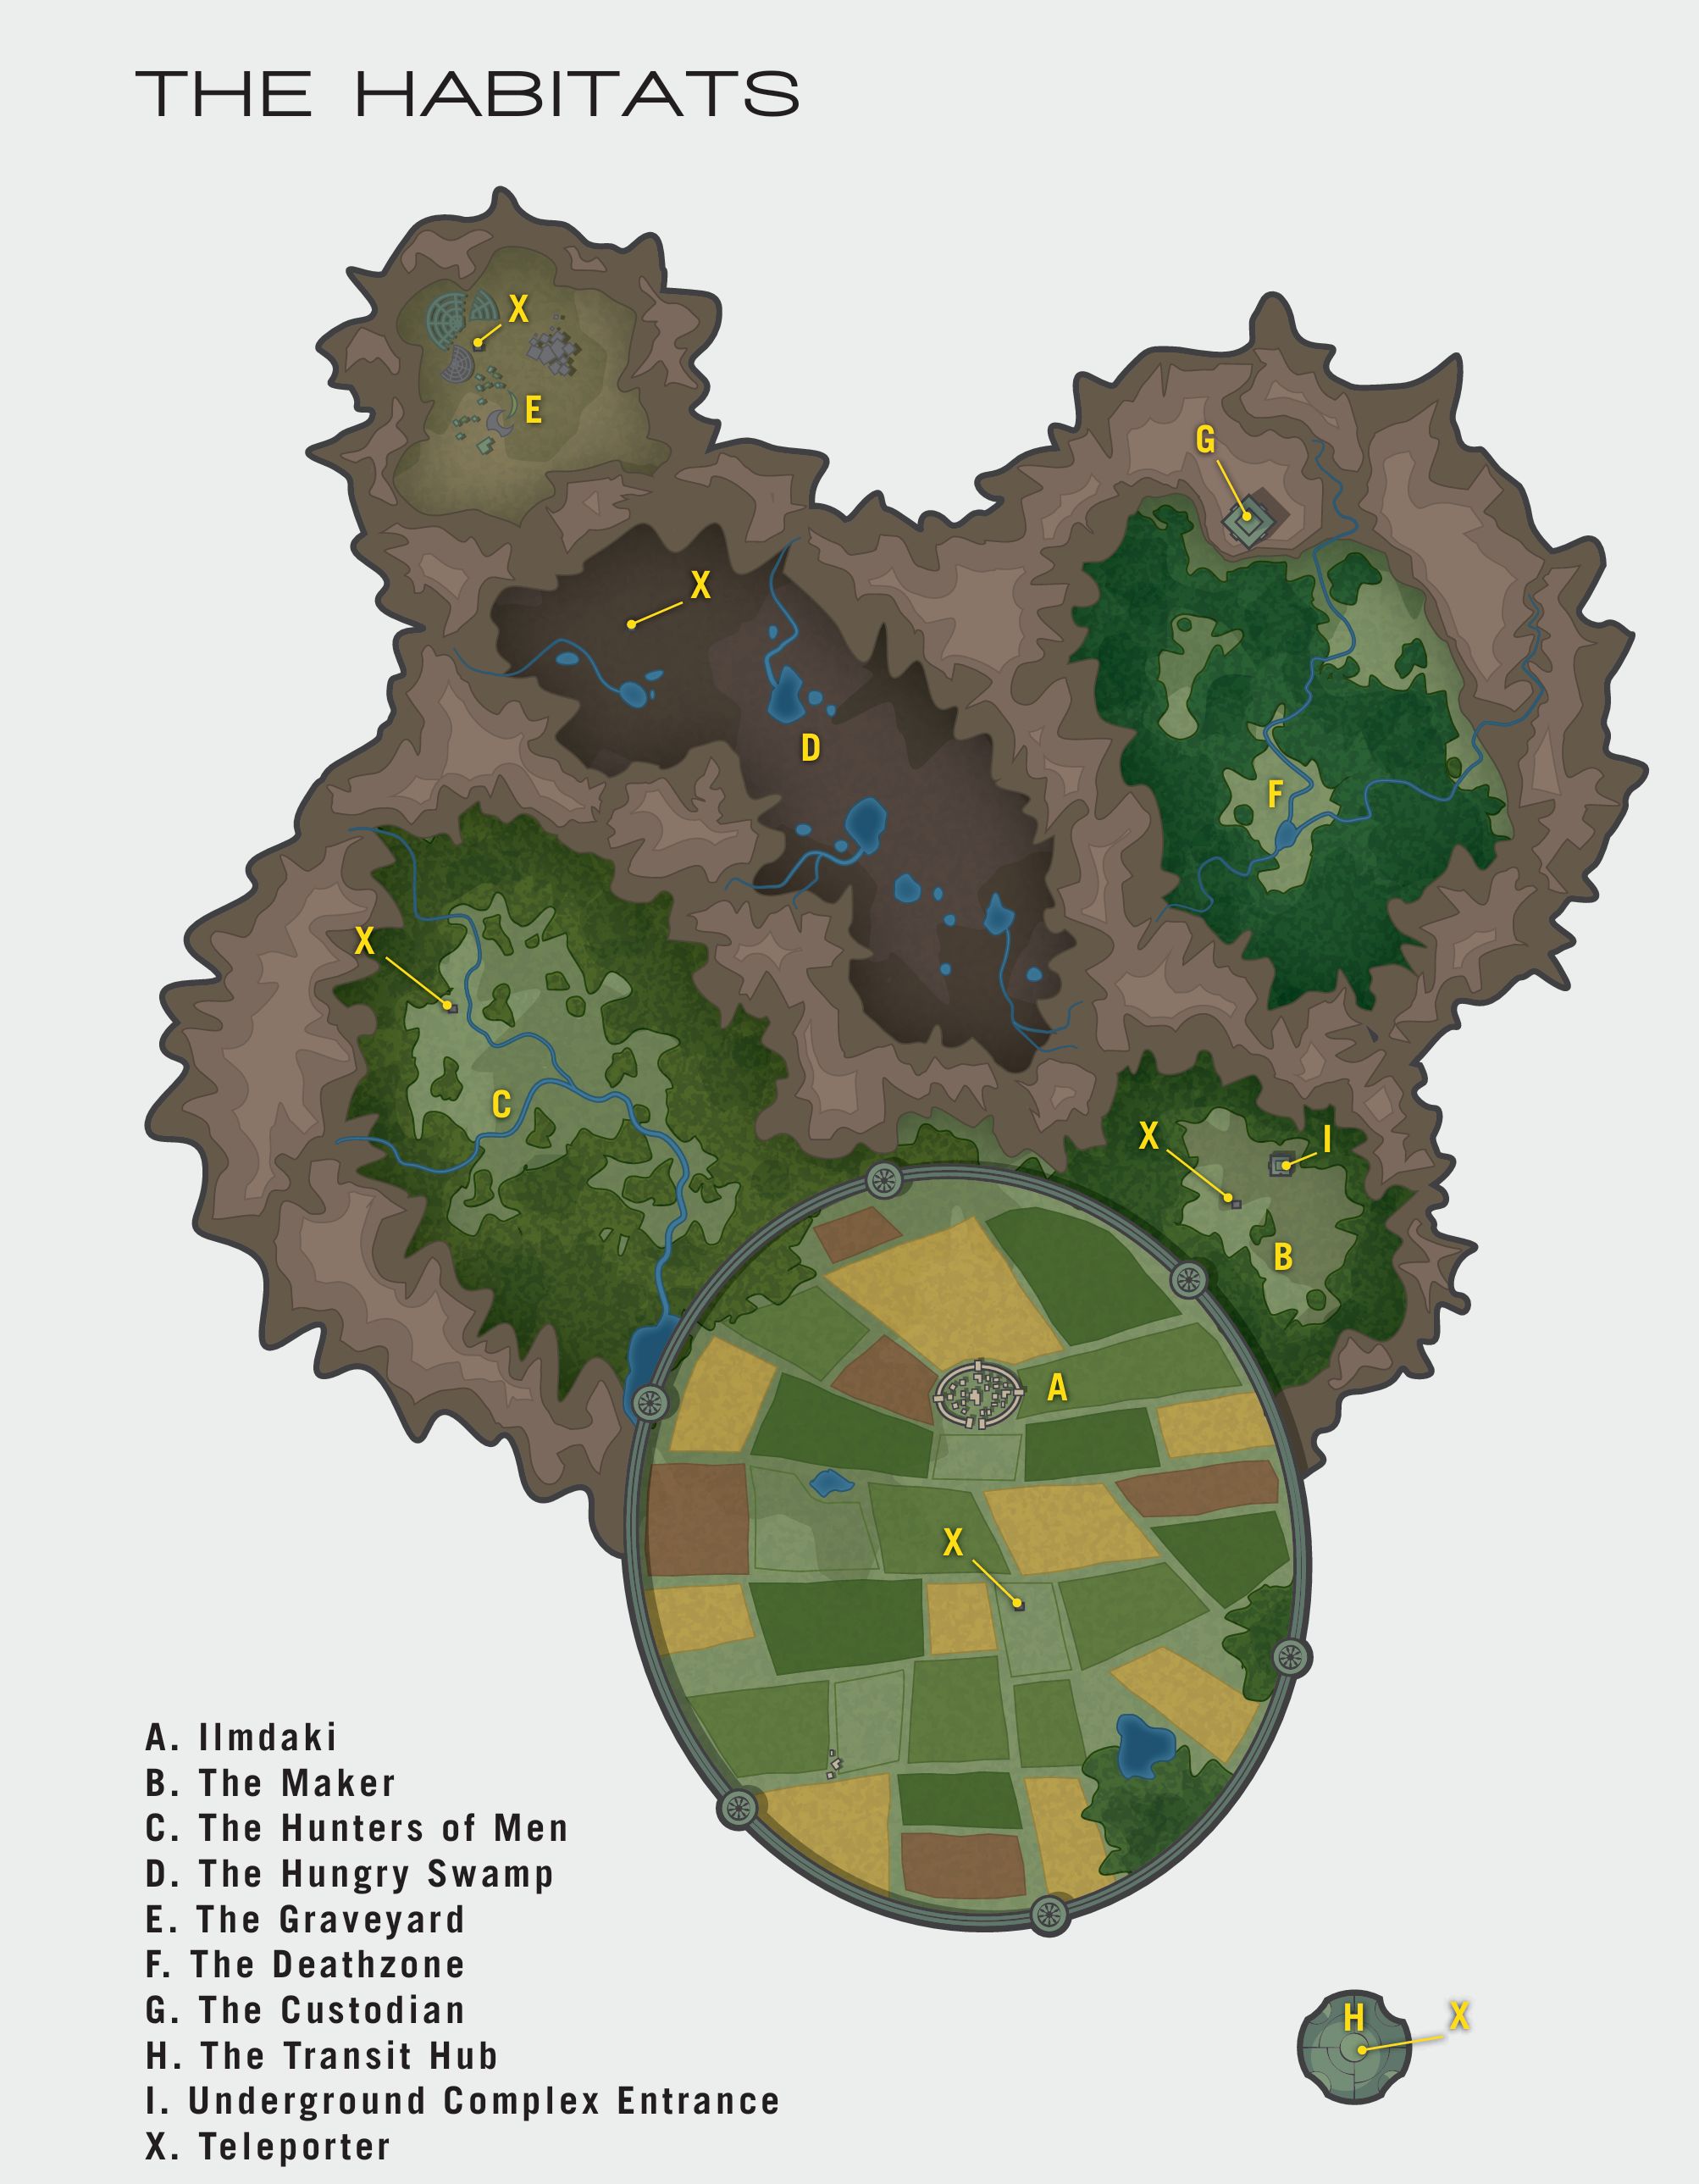 THE HABITATS
X
E
G
X
D
F
X
C
X
I
B
A
X
A. Ilmdaki
B. The Maker
C. The Hunters of Men
D. The Hungry Swamp
E. The Graveyard
F. The Deathzone
G. The Custodian
H. The Transit Hub
I. Underground Complex Entrance
X. Teleporter
H
X